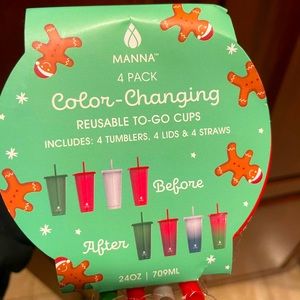 MANNA™
4 PACK
Color-Changing
REUSABLE TO-GO CUPS
INCLUDES: 4 TUMBLERS, 4 LIDS & 4 STRAWS
Before
After
24OZ | 709ML